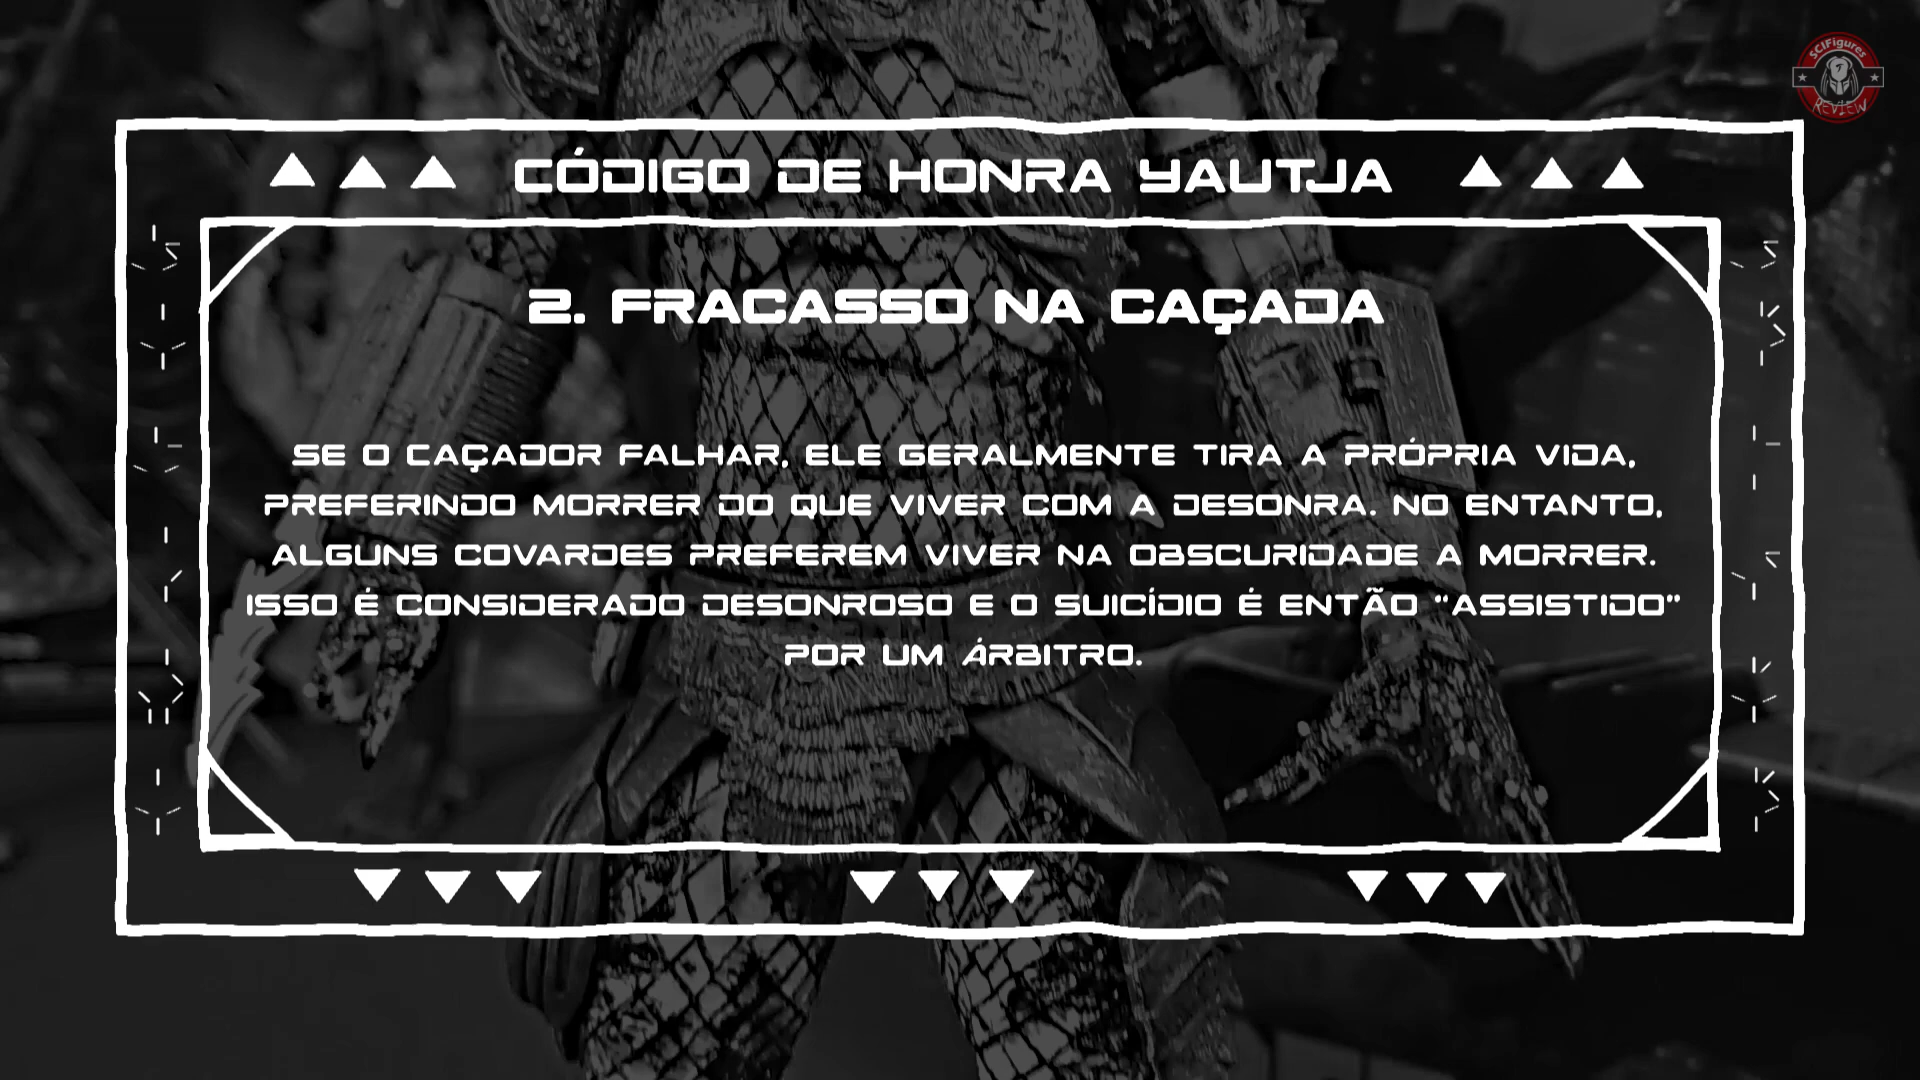 SCIFigures
REVIEW
CÓDIGO DE HONRA YAUTJA
2. FRACASSO NA CAÇADA
SE O CAÇADOR FALHAR, ELE GERALMENTE TIRA A PRÓPRIA VIDA,
PREFERINDO MORRER DO QUE VIVER COM A DESONRA. NO ENTANTO,
ALGUNS COVARDES PREFEREM VIVER NA OBSCURIDADE A MORRER.
ISSO É CONSIDERADO DESONROSO E O SUICÍDIO É ENTÃO "ASSISTIDO"
POR UM ÁRBITRO.